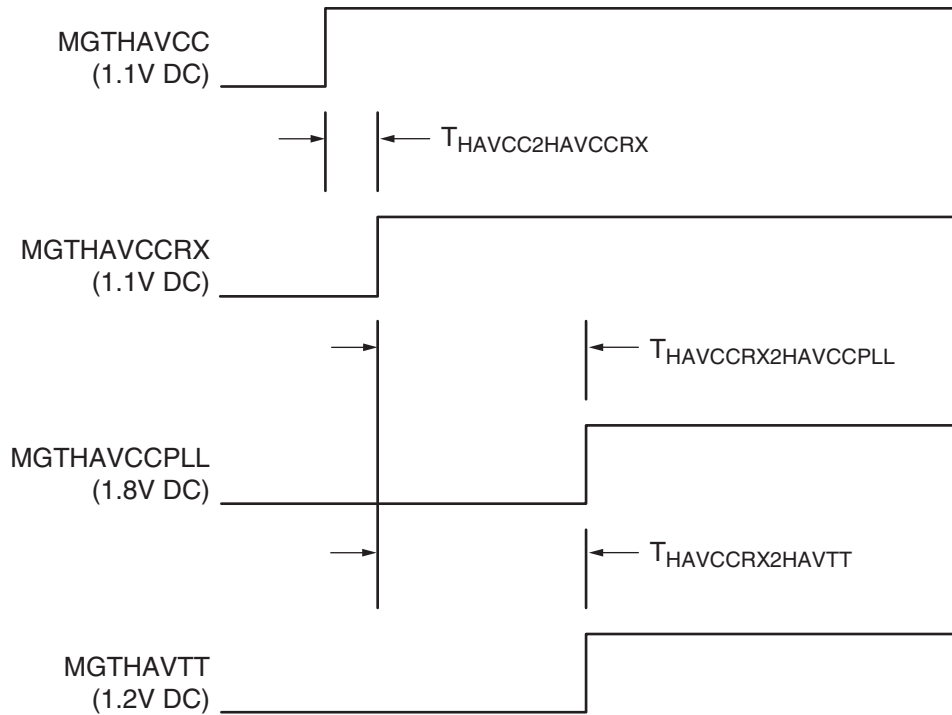 MGTHAVCC
(1.1V DC)
THAVCC2HAVCCRX
MGTHAVCCRX
(1.1V DC)
THAVCCRX2HAVCCPLL
MGTHAVCCPLL
(1.8V DC)
THAVCCRX2HAVTT
MGTHAVTT
(1.2V DC)